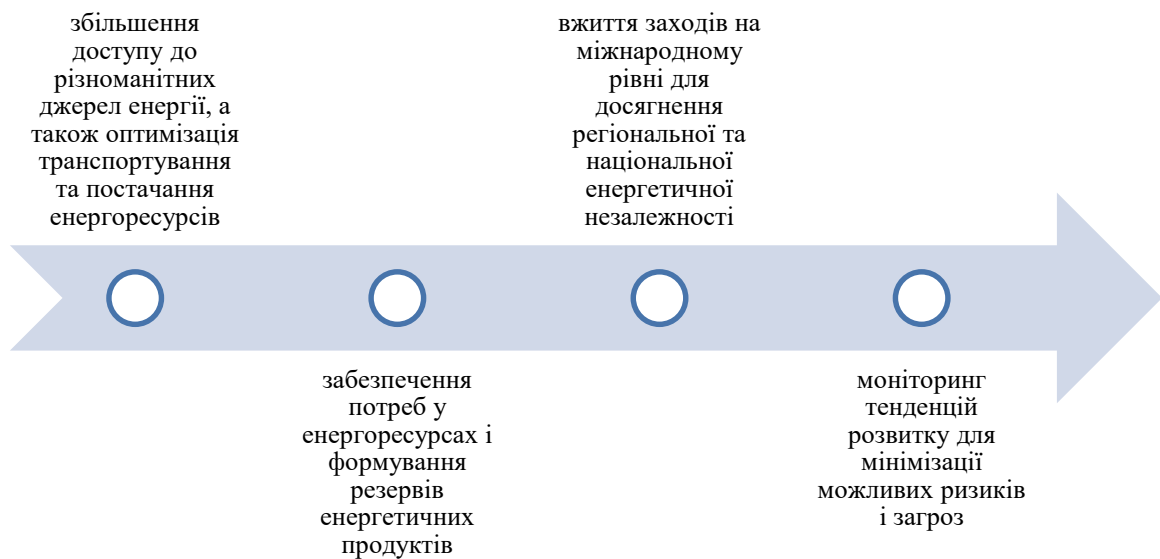 збільшення
доступу до
різноманітних
джерел енергії, а
також оптимізація
транспортування
та постачання
енергоресурсів
забезпечення
потреб у
енергоресурсах і
формування
резервів
енергетичних
продуктів
вжиття заходів на
міжнародному
рівні для
досягнення
регіональної та
національної
енергетичної
незалежності
моніторинг
тенденцій
розвитку для
мінімізації
можливих ризиків
і загроз